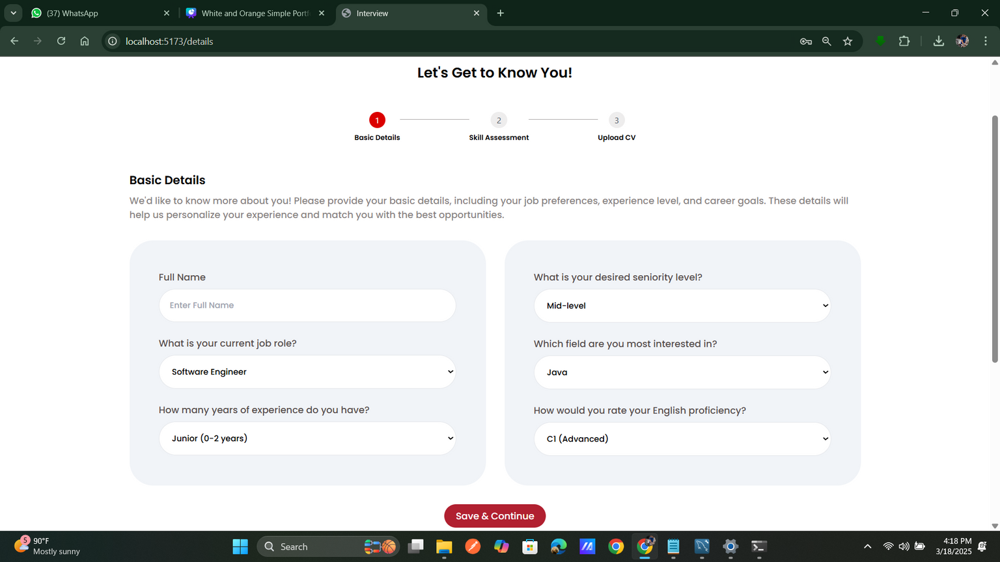 (37) WhatsApp
White and Orange Simple Portf
Interview
localhost:5173/details
Let's Get to Know You!
1
2
3
Basic Details
Skill Assessment
Upload CV
Basic Details
We'd like to know more about you! Please provide your basic details, including your job preferences, experience level, and career goals. These details will
help us personalize your experience and match you with the best opportunities.
Full Name
Enter Full Name
What is your current job role?
Software Engineer
How many years of experience do you have?
Junior (0-2 years)
What is your desired seniority level?
Mid-level
Which field are you most interested in?
Java
How would you rate your English proficiency?
C1 (Advanced)
Save & Continue
5
90°F
Mostly sunny
Search
4:18 PM
3/18/2025